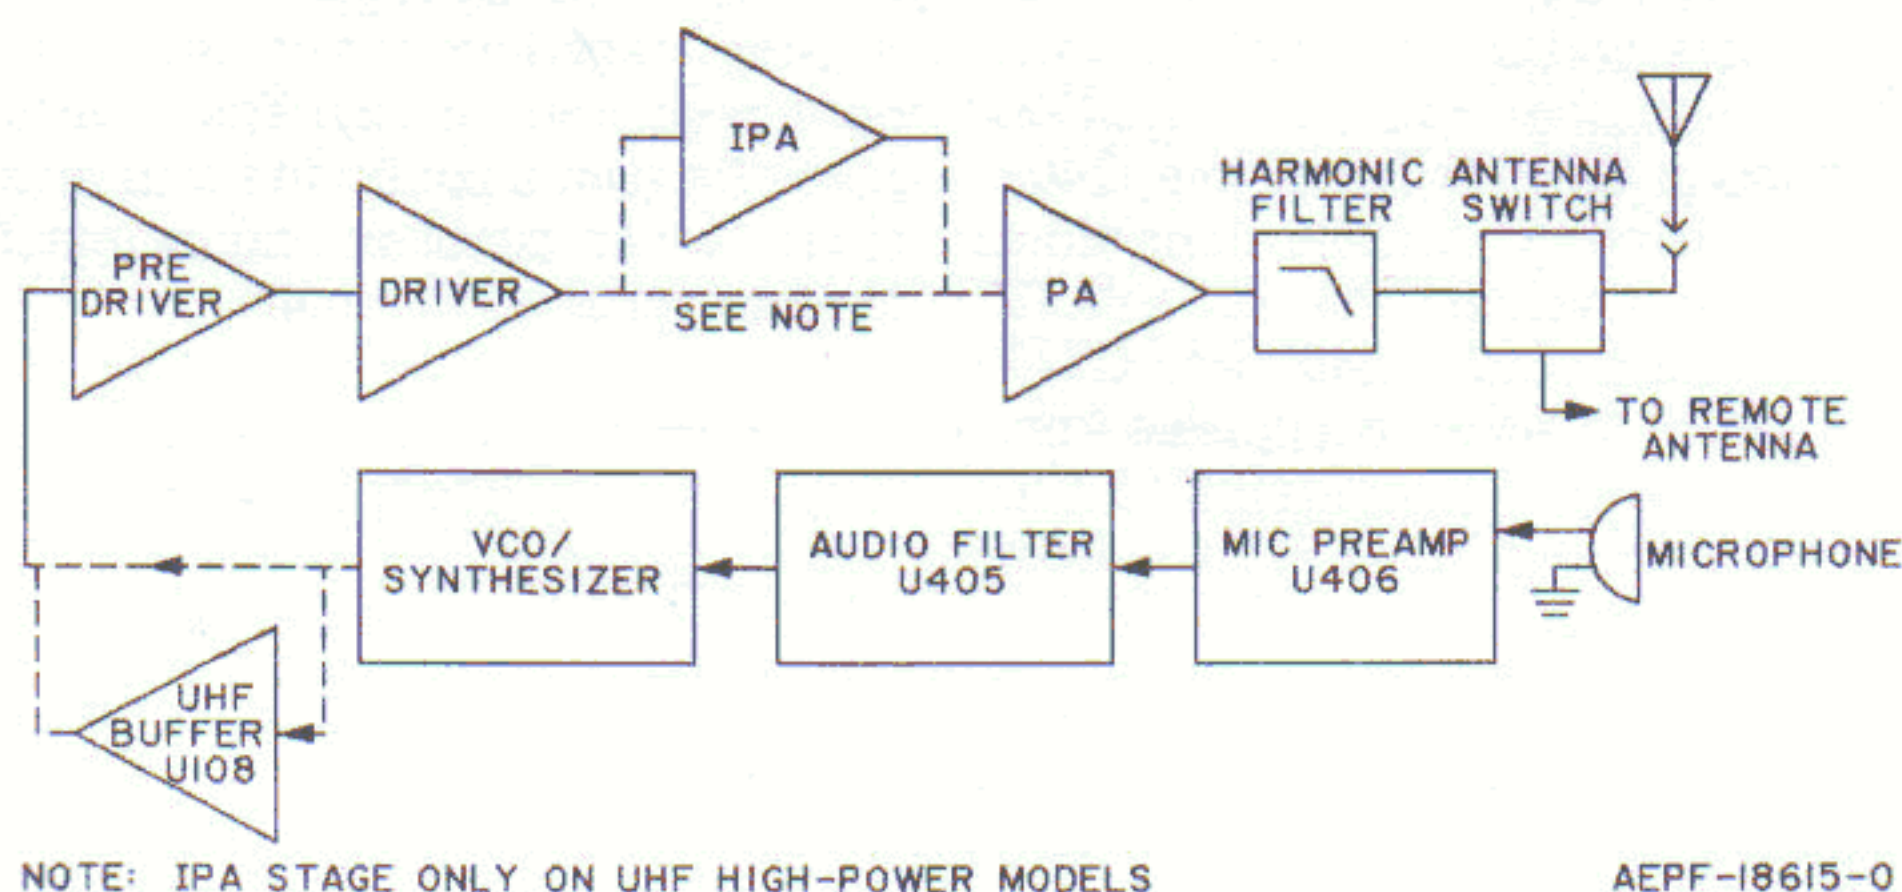 IPA
HARMONIC
FILTER
ANTENNA
SWITCH
PRE
DRIVER
DRIVER
SEE NOTE
PA
TO REMOTE
ANTENNA
VCO/
SYNTHESIZER
AUDIO FILTER
U405
MIC PREAMP
U406
MICROPHONE
UHF
BUFFER
U108
NOTE: IPA STAGE ONLY ON UHF HIGH-POWER MODELS
AEPF-18615-O